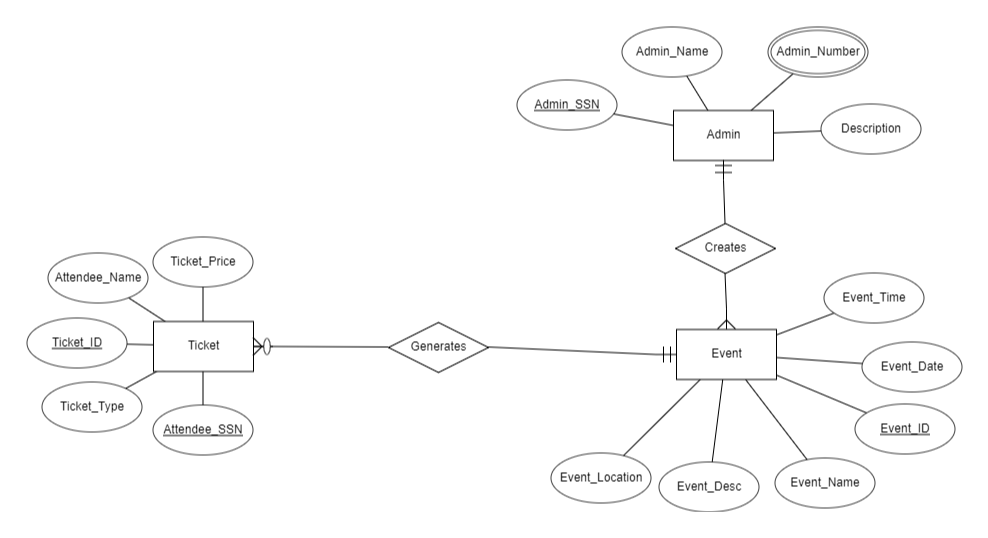 Admin_Name
Admin_Number
Admin_SSN
Admin
Description
Creates
Ticket_Price
Attendee_Name
Ticket_ID
Ticket
Ticket_Type
Attendee_SSN
Generates
Event_Time
Event
Event_Date
Event_ID
Event_Location
Event_Desc
Event_Name